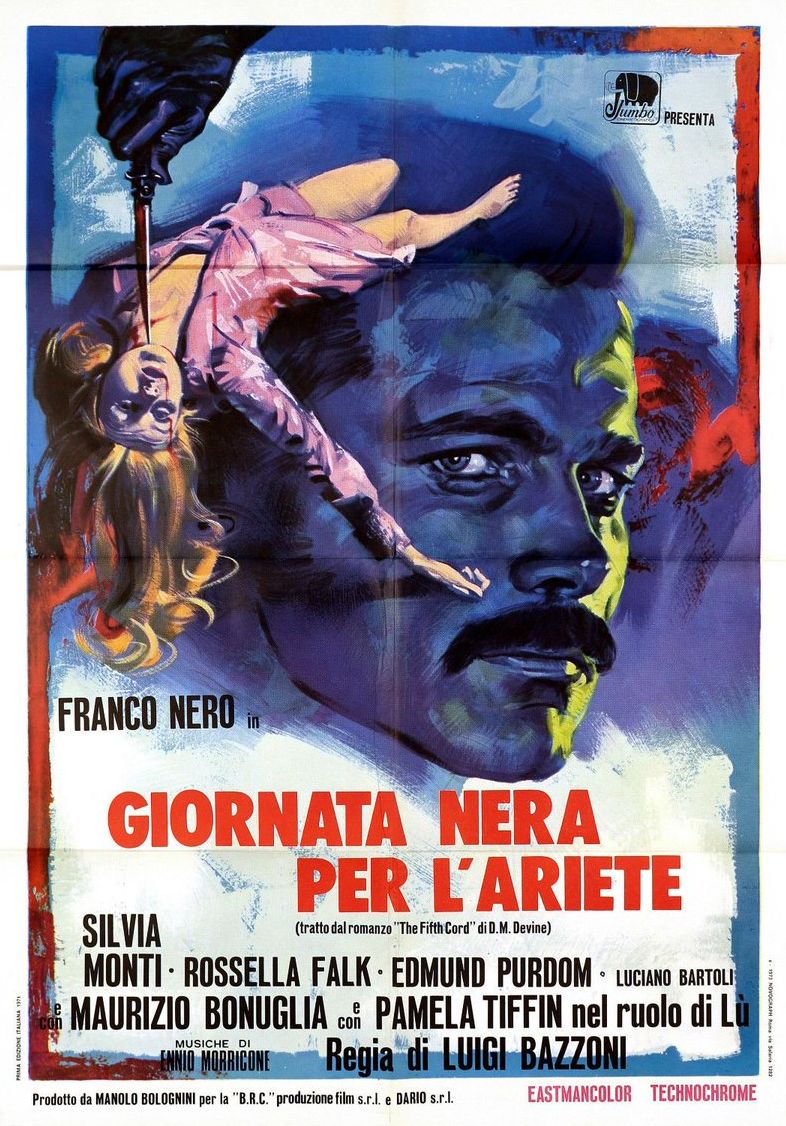 Jumbo
PRESENTA
FRANCO NERO in
GIORNATA NERA
PER L'ARIETE
(tratto dal romanzo "The Fifth Cord" di D.M. Devine)
SILVIA
MONTI · ROSSELLA FALK · EDMUND PURDOM · LUCIANO BARTOLI
e con MAURIZIO BONUGLIA e con PAMELA TIFFIN nel ruolo di Lù
MUSICHE DI
ENNIO MORRICONE
Regia di LUIGI BAZZONI
Prodotto da MANOLO BOLOGNINI per la "B.R.C." produzione film s.r.l. e DARIO s.r.l.
EASTMANCOLOR TECHNOCHROME
PRIMA EDIZIONE ITALIANA 1971